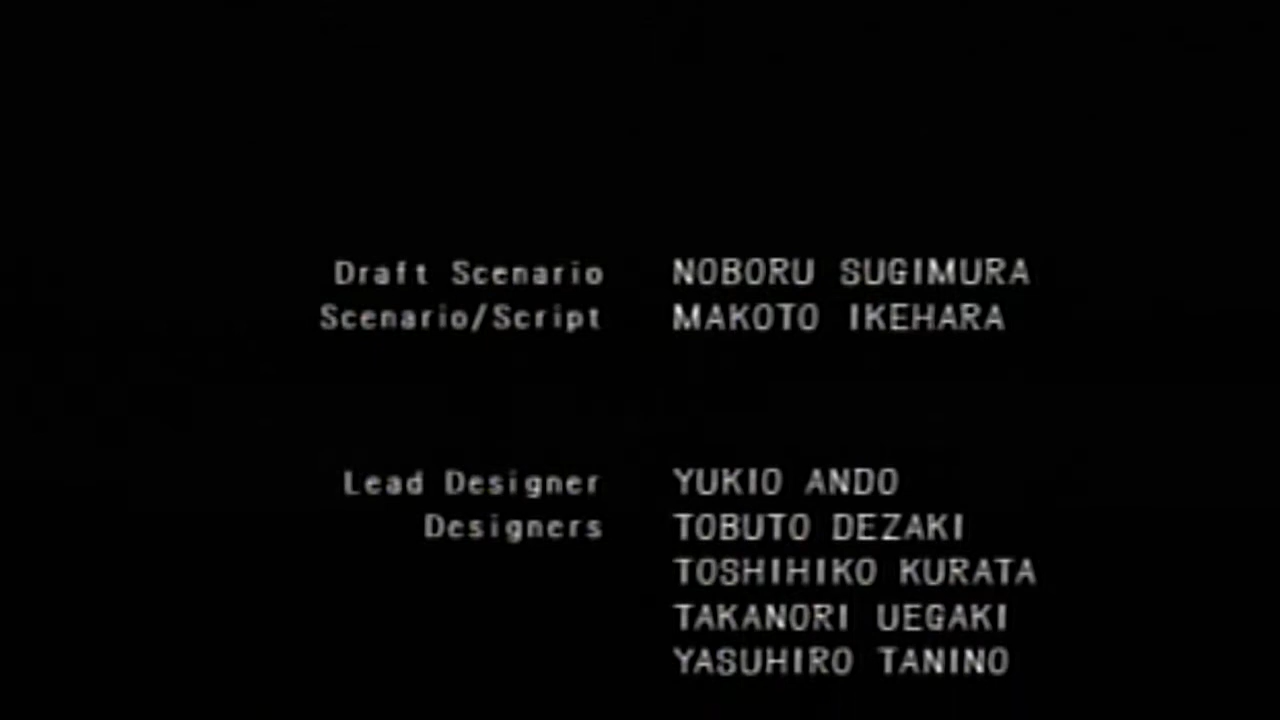 Draft Scenario NOBORU SUGIMURA
Scenario/Script MAKOTO IKEHARA
Lead Designer YUKIO ANDO
Designers TOBUTO DEZAKI
TOSHIHIKO KURATA
TAKANORI UEGAKI
YASUHIRO TANINO